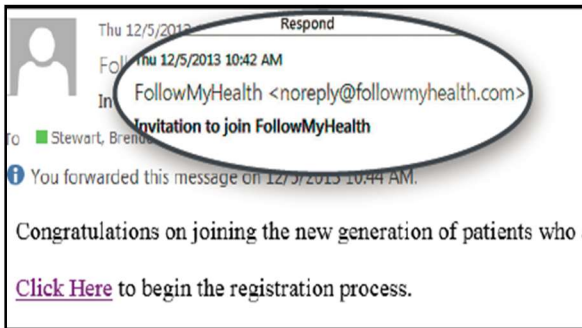 Respond
Thu 12/5/2013
Thu 12/5/2013 10:42 AM
FollowMyHealth <noreply@followmyhealth.com>
Invitation to join FollowMyHealth
Stewart,
You forwarded this message on 12/5/2013 10:44 AM.
Congratulations on joining the new generation of patients who
Click Here to begin the registration process.